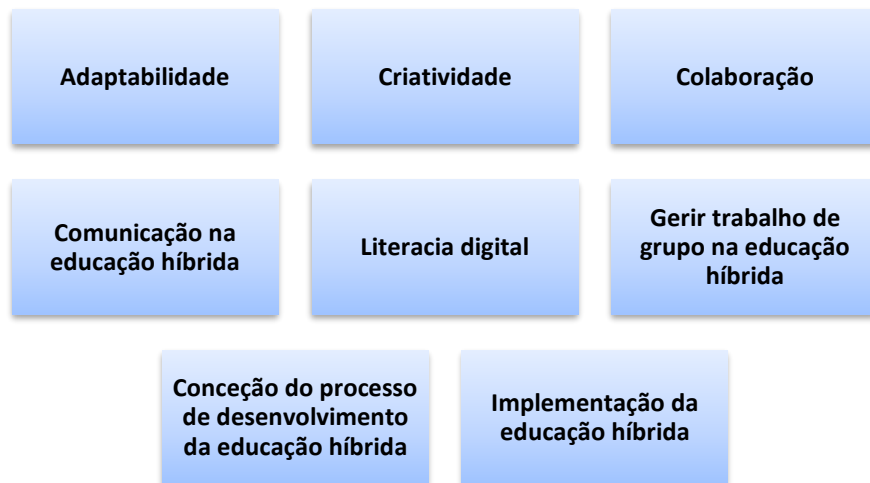 Adaptabilidade
Criatividade
Colaboração
Comunicação na
educação híbrida
Literacia digital
Gerir trabalho de
grupo na educação
híbrida
Conceção do processo
de desenvolvimento
da educação híbrida
Implementação da
educação híbrida